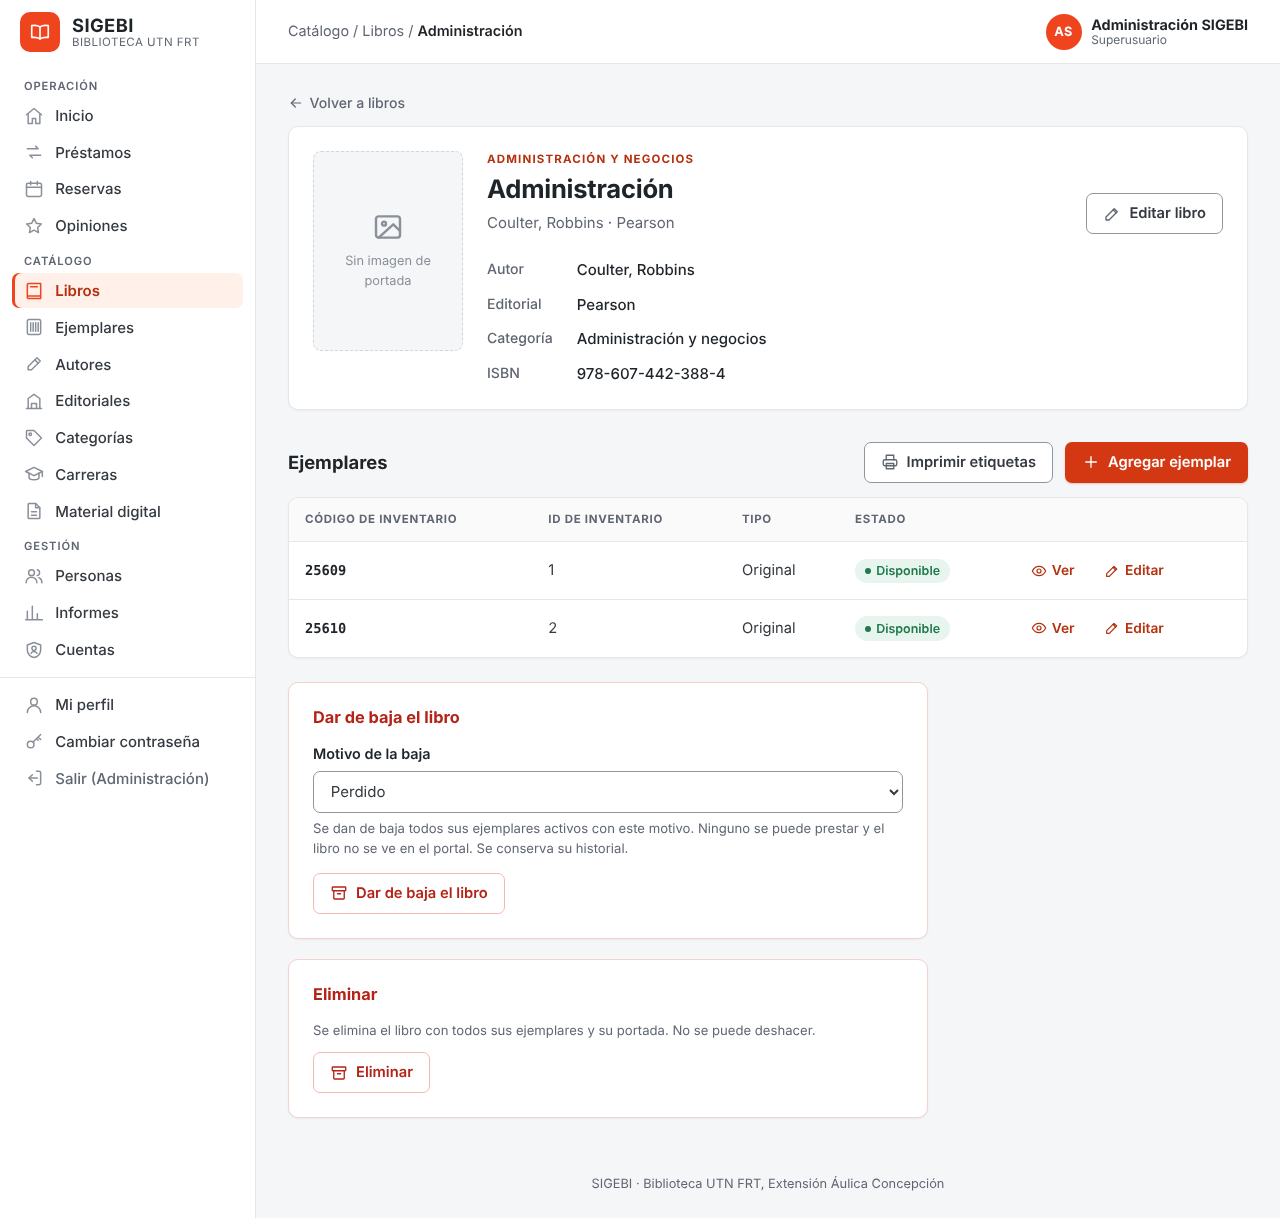 SIGEBI
BIBLIOTECA UTN FRT
OPERACIÓN
Inicio
Préstamos
Reservas
Opiniones
CATÁLOGO
Libros
Ejemplares
Autores
Editoriales
Categorías
Carreras
Material digital
GESTIÓN
Personas
Informes
Cuentas
Mi perfil
Cambiar contraseña
Salir (Administración)
Catálogo / Libros / Administración
AS
Administración SIGEBI
Superusuario
Volver a libros
Sin imagen de
portada
ADMINISTRACIÓN Y NEGOCIOS
Administración
Coulter, Robbins · Pearson
Editar libro
Autor Coulter, Robbins
Editorial Pearson
Categoría Administración y negocios
ISBN 978-607-442-388-4
Ejemplares
Imprimir etiquetas
Agregar ejemplar
CÓDIGO DE INVENTARIO ID DE INVENTARIO TIPO ESTADO
25609 1 Original Disponible Ver Editar
25610 2 Original Disponible Ver Editar
Dar de baja el libro
Motivo de la baja
Perdido
Se dan de baja todos sus ejemplares activos con este motivo. Ninguno se puede prestar y el
libro no se ve en el portal. Se conserva su historial.
Dar de baja el libro
Eliminar
Se elimina el libro con todos sus ejemplares y su portada. No se puede deshacer.
Eliminar
SIGEBI · Biblioteca UTN FRT, Extensión Áulica Concepción